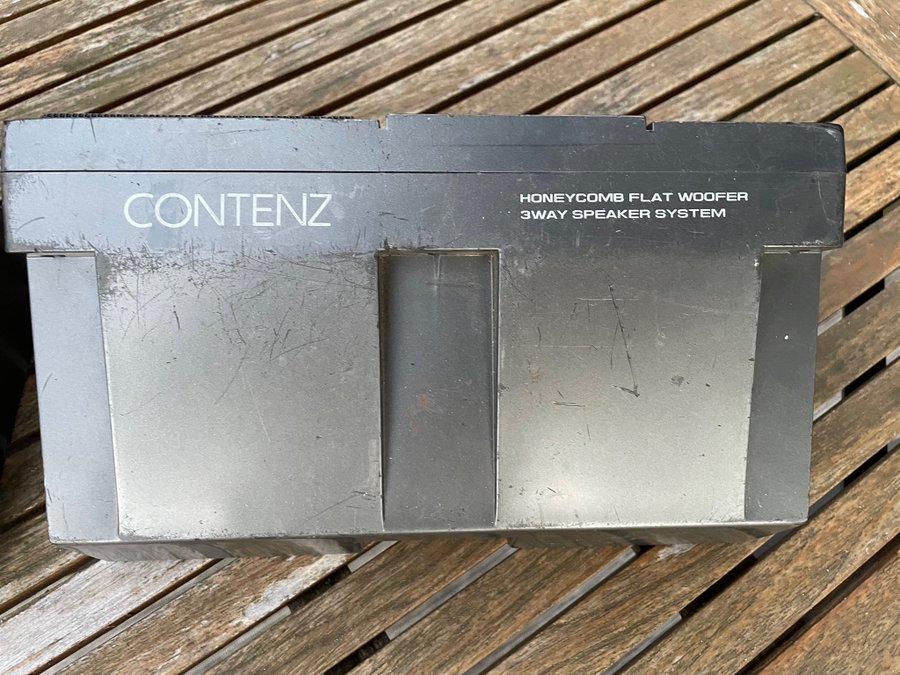 CONTENZ
HONEYCOMB FLAT WOOFER
3WAY SPEAKER SYSTEM